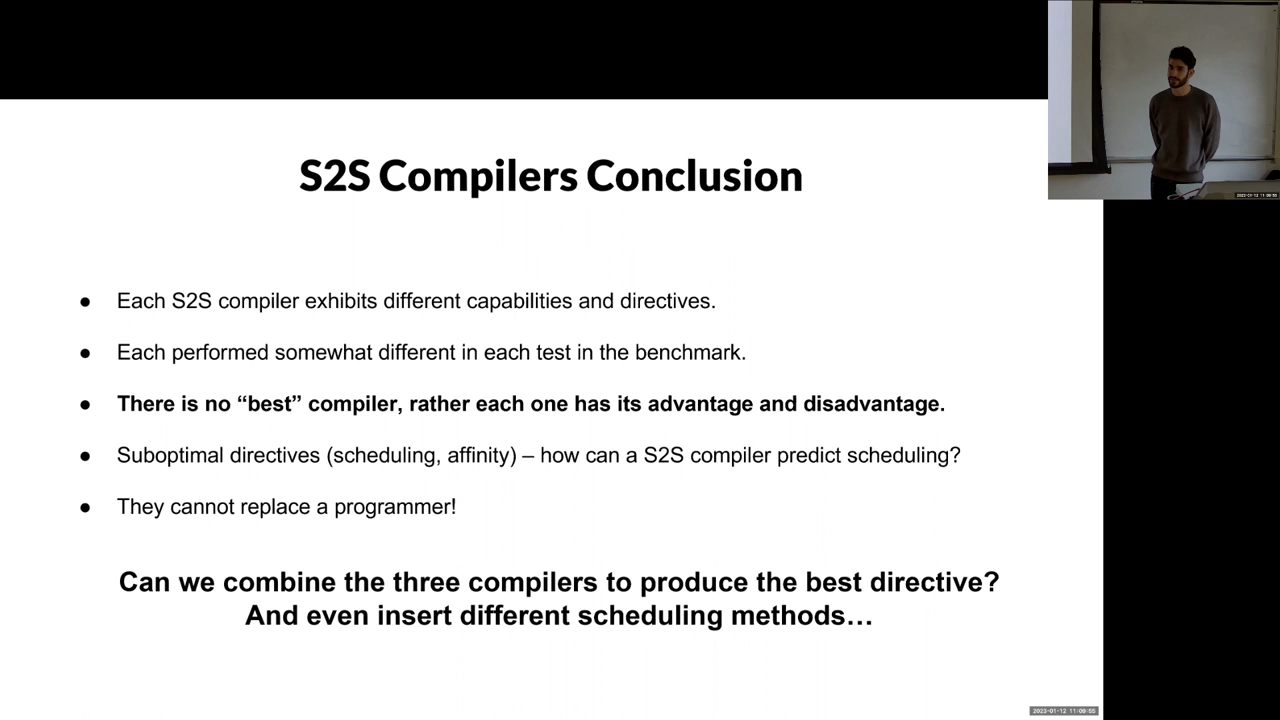 S2S Compilers Conclusion
● Each S2S compiler exhibits different capabilities and directives.
● Each performed somewhat different in each test in the benchmark.
● There is no “best” compiler, rather each one has its advantage and disadvantage.
● Suboptimal directives (scheduling, affinity) – how can a S2S compiler predict scheduling?
● They cannot replace a programmer!
Can we combine the three compilers to produce the best directive?
And even insert different scheduling methods…